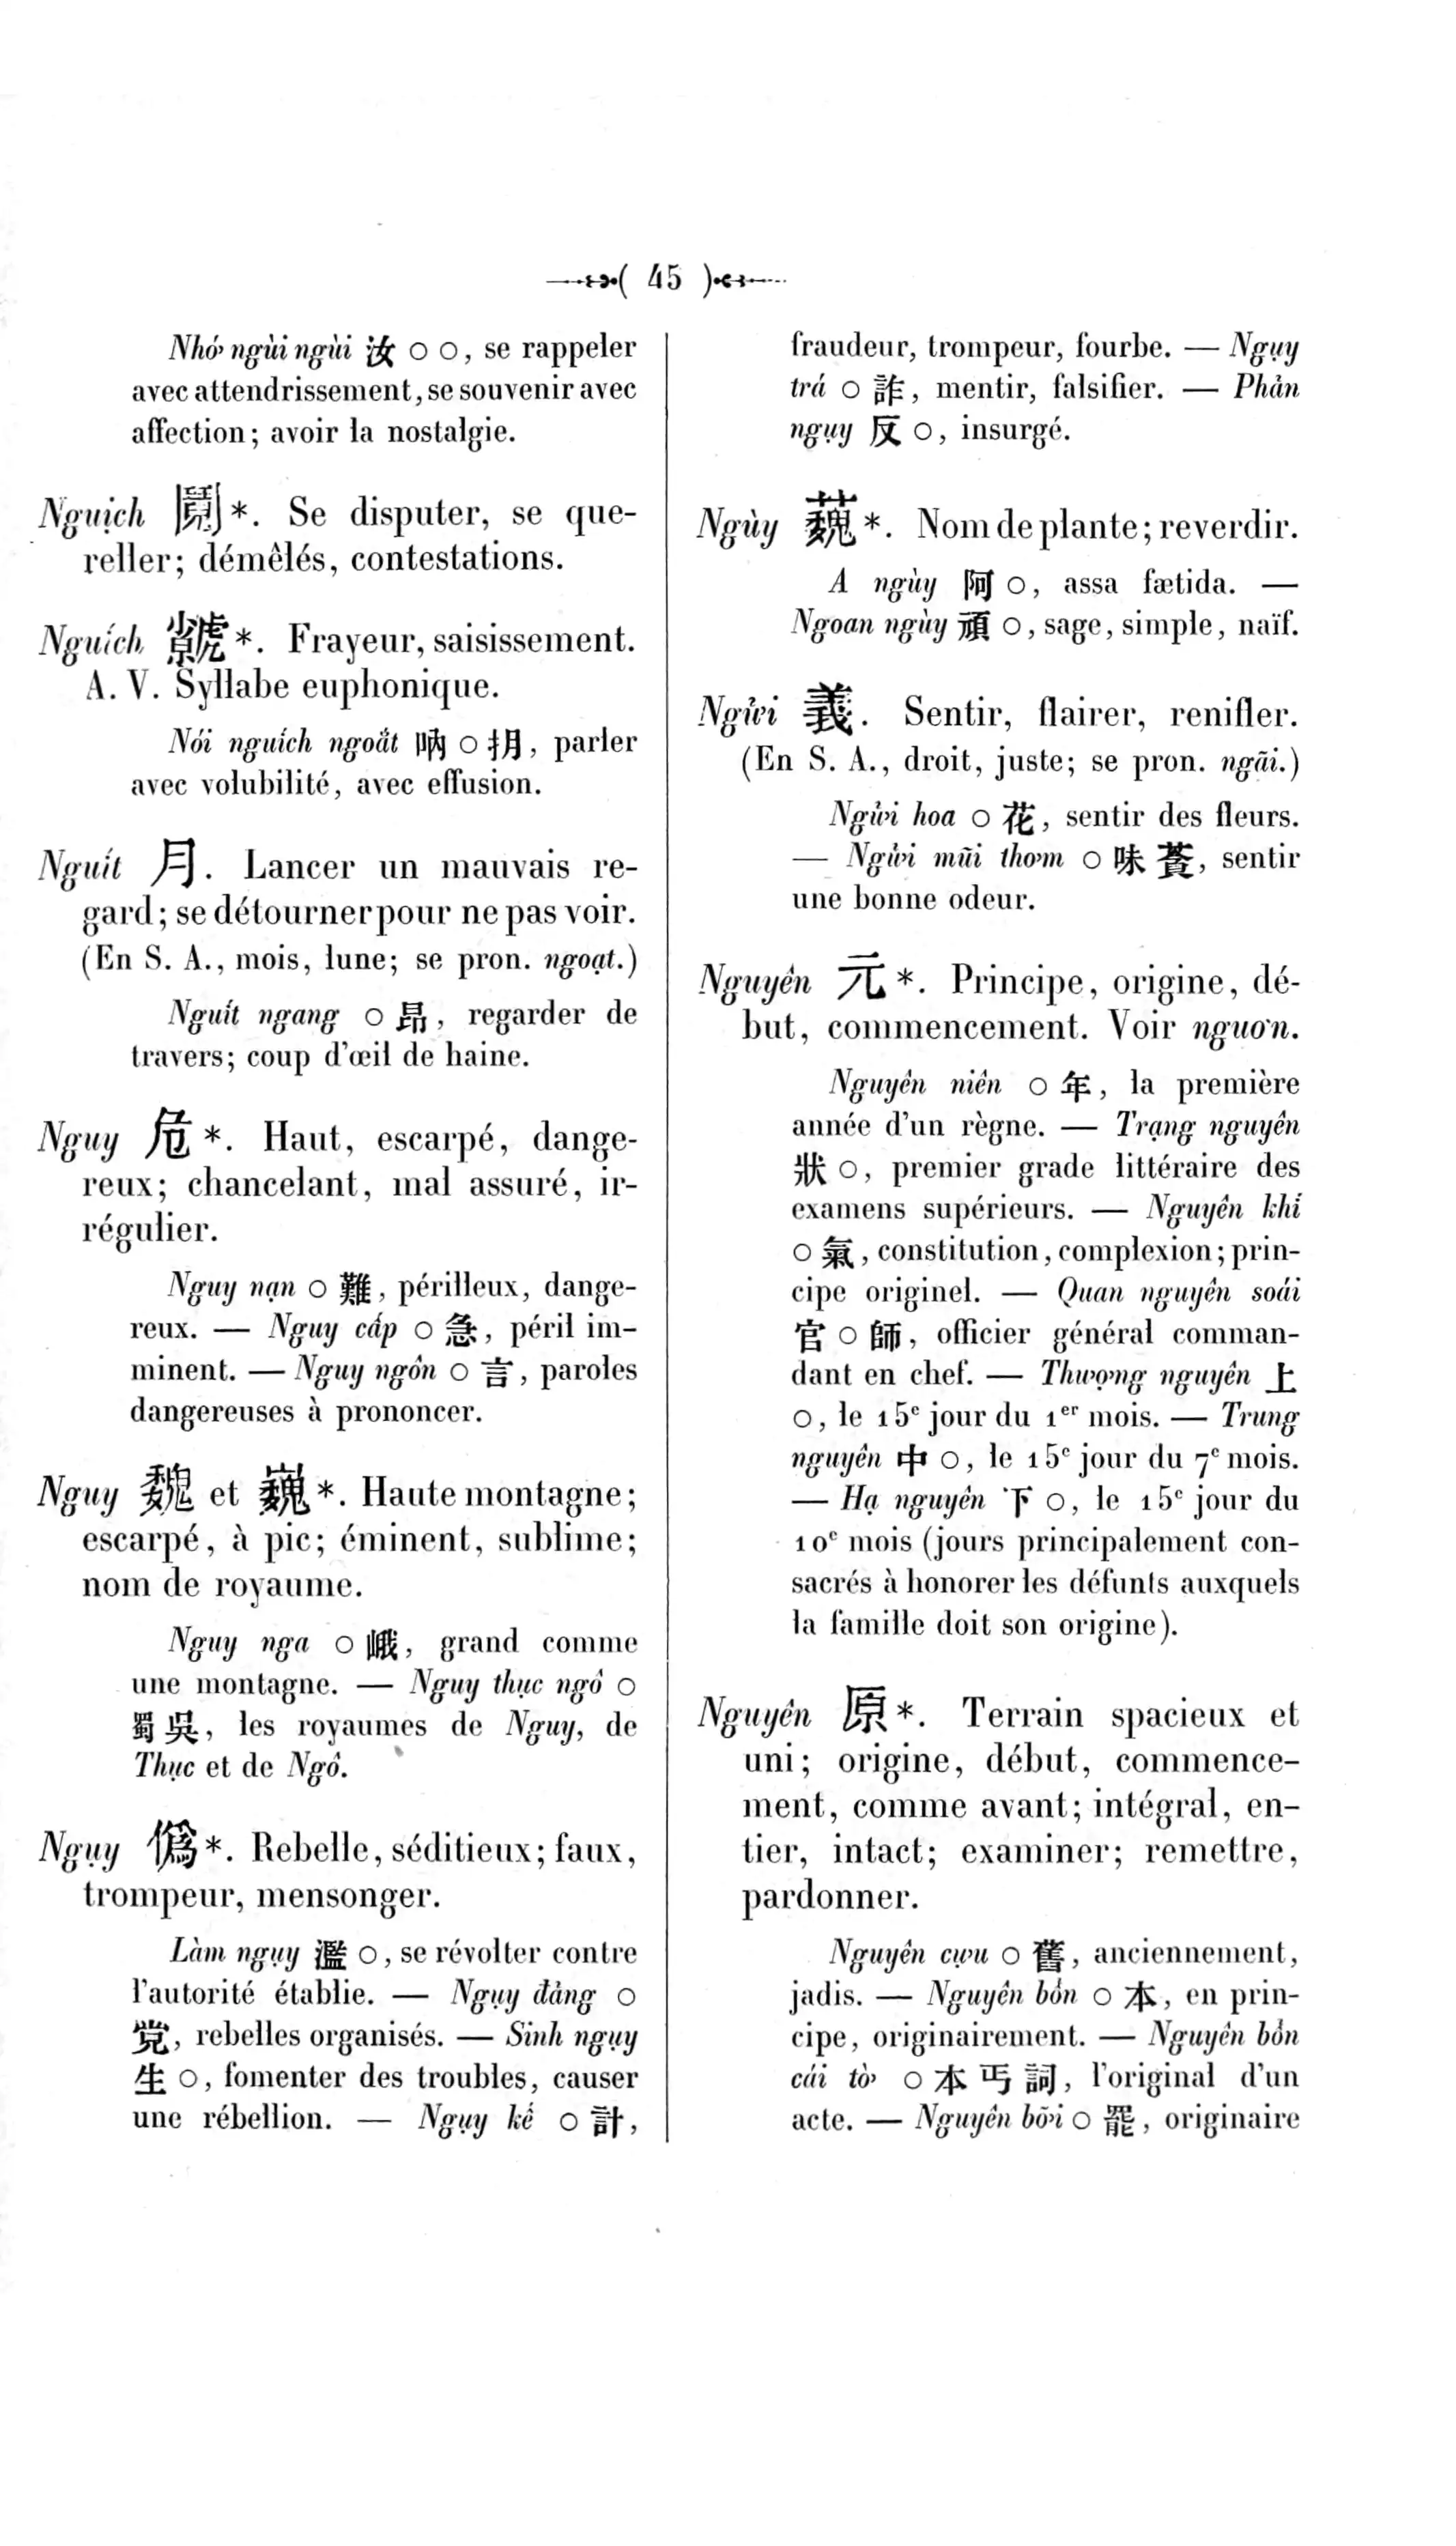 ( 45 )
Nhớ ngùi ngùi 汝 ○ ○, se rappeler
avec attendrissement, se souvenir avec
affection; avoir la nostalgie.
Nguịch 鬩*. Se disputer, se que-
reller; démêlés, contestations.
Nguích *. Frayeur, saisissement.
A. V. Syllabe euphonique.
Nói nguích ngoắt 吶 ○ 抈, parler
avec volubilité, avec effusion.
Nguít 月. Lancer un mauvais re-
gard; se détourner pour ne pas voir.
(En S. A., mois, lune; se pron. ngoạt.)
Nguít ngang ○ 昂, regarder de
travers; coup d'œil de haine.
Nguy 危*. Haut, escarpé, dange-
reux; chancelant, mal assuré, ir-
régulier.
Nguy nạn ○ 難, périlleux, dange-
reux. — Nguy cấp ○ 急, péril im-
minent. — Nguy ngôn ○ 言, paroles
dangereuses à prononcer.
Nguy 魏 et 巍*. Haute montagne;
escarpé, à pic; éminent, sublime;
nom de royaume.
Nguy nga ○ 峨, grand comme
une montagne. — Nguy thục ngô ○
蜀 吳, les royaumes de Nguy, de
Thục et de Ngô.
Ngụy 僞*. Rebelle, séditieux; faux,
trompeur, mensonger.
Làm ngụy 濫 ○, se révolter contre
l'autorité établie. — Ngụy đảng ○
党, rebelles organisés. — Sinh ngụy
生 ○, fomenter des troubles, causer
une rébellion. — Ngụy kế ○ 計,
fraudeur, trompeur, fourbe. — Ngụy
trá ○ 詐, mentir, falsifier. — Phản
ngụy 反 ○, insurgé.
Ngùy 蘶*. Nom de plante; reverdir.
A ngùy 阿 ○, assa fætida. —
Ngoan ngùy 頑 ○, sage, simple, naïf.
Ngửi 義. Sentir, flairer, renifler.
(En S. A., droit, juste; se pron. ngãi.)
Ngửi hoa ○ 花, sentir des fleurs.
— Ngửi mũi thơm ○ 味 , sentir
une bonne odeur.
Nguyên 元*. Principe, origine, dé-
but, commencement. Voir nguơn.
Nguyên niên ○ 年, la première
année d'un règne. — Trạng nguyên
狀 ○, premier grade littéraire des
examens supérieurs. — Nguyên khí
○ 氣, constitution, complexion; prin-
cipe originel. — Quan nguyên soái
官 ○ 師, officier général comman-
dant en chef. — Thượng nguyên 上
○, le 15e jour du 1er mois. — Trung
nguyên 中 ○, le 15e jour du 7e mois.
— Hạ nguyên 下 ○, le 15e jour du
10e mois (jours principalement con-
sacrés à honorer les défunts auxquels
la famille doit son origine).
Nguyên 原*. Terrain spacieux et
uni; origine, début, commence-
ment, comme avant; intégral, en-
tier, intact; examiner; remettre,
pardonner.
Nguyên cựu ○ 舊, anciennement,
jadis. — Nguyên bổn ○ 本, en prin-
cipe, originairement. — Nguyên bổn
cái tờ ○ 本 丐 詞, l'original d'un
acte. — Nguyên bỡi ○ 罷, originaire